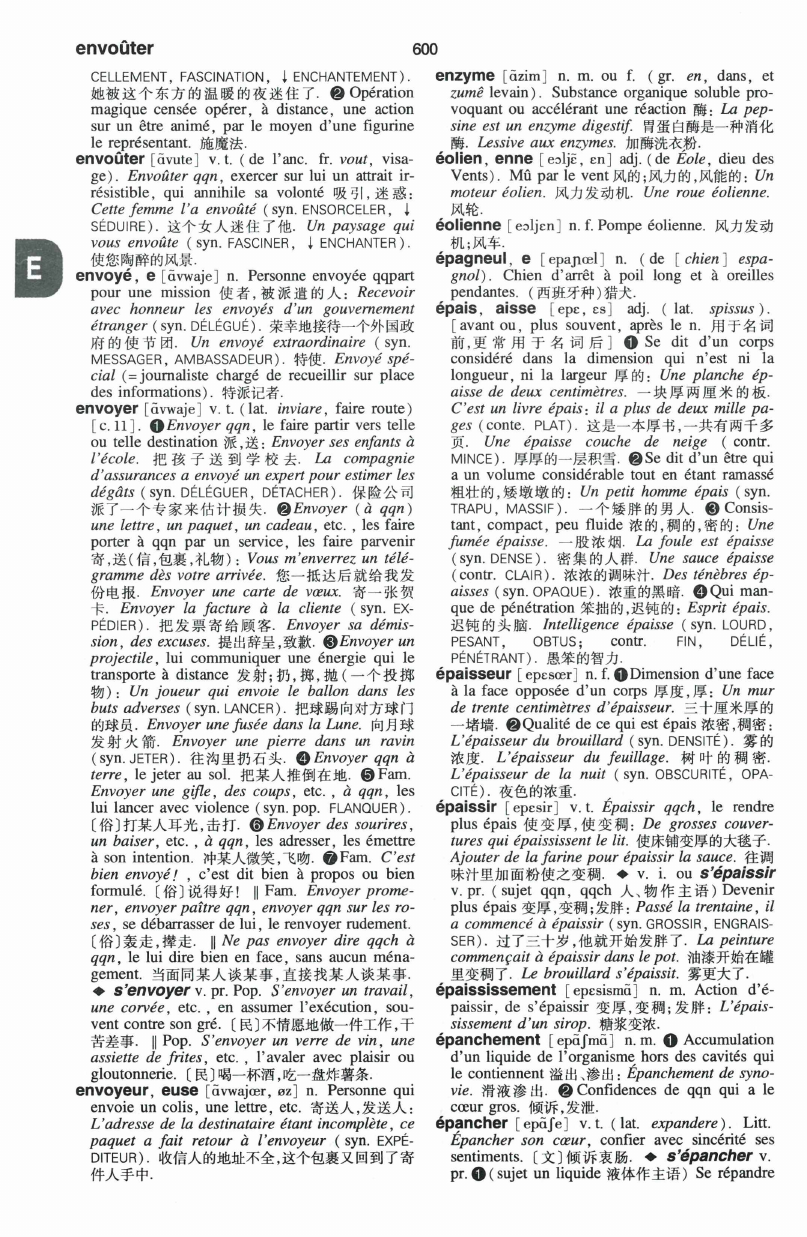 envoûter
600
CELLEMENT, FASCINATION, ↓ ENCHANTEMENT).
她被这个东方的温暖的夜迷住了. ❷ Opération
magique censée opérer, à distance, une action
sur un être animé, par le moyen d'une figurine
le représentant. 施魔法.
envoûter [ãvute] v. t. (de l'anc. fr. vout, visa-
ge). Envoûter qqn, exercer sur lui un attrait ir-
résistible, qui annihile sa volonté 吸引,迷惑:
Cette femme l'a envoûté (syn. ENSORCELER, ↓
SÉDUIRE). 这个女人迷住了他. Un paysage qui
vous envoûte (syn. FASCINER, ↓ ENCHANTER).
使您陶醉的风景.
E
envoyé, e [ãvwaje] n. Personne envoyée qqpart
pour une mission 使者,被派遣的人: Recevoir
avec honneur les envoyés d'un gouvernement
étranger (syn. DÉLÉGUÉ). 荣幸地接待一个外国政
府的使节团. Un envoyé extraordinaire (syn.
MESSAGER, AMBASSADEUR). 特使. Envoyé spé-
cial (= journaliste chargé de recueillir sur place
des informations). 特派记者.
envoyer [ãvwaje] v. t. (lat. inviare, faire route)
[c. 11]. ❶ Envoyer qqn, le faire partir vers telle
ou telle destination 派,送: Envoyer ses enfants à
l'école. 把孩子送到学校去. La compagnie
d'assurances a envoyé un expert pour estimer les
dégâts (syn. DÉLÉGUER, DÉTACHER). 保险公司
派了一个专家来估计损失. ❷ Envoyer (à qqn)
une lettre, un paquet, un cadeau, etc. , les faire
porter à qqn par un service, les faire parvenir
寄,送(信,包裹,礼物): Vous m'enverrez un télé-
gramme dès votre arrivée. 您一抵达后就给我发
份电报. Envoyer une carte de vœux. 寄一张贺
卡. Envoyer la facture à la cliente (syn. EX-
PÉDIER). 把发票寄给顾客. Envoyer sa démis-
sion, des excuses. 提出辞呈,致歉. ❸ Envoyer un
projectile, lui communiquer une énergie qui le
transporte à distance 发射;扔,掷,抛(一个投掷
物): Un joueur qui envoie le ballon dans les
buts adverses (syn. LANCER). 把球踢向对方球门
的球员. Envoyer une fusée dans la Lune. 向月球
发射火箭. Envoyer une pierre dans un ravin
(syn. JETER). 往沟里扔石头. ❹ Envoyer qqn à
terre, le jeter au sol. 把某人推倒在地. ❺ Fam.
Envoyer une gifle, des coups, etc. , à qqn, les
lui lancer avec violence (syn. pop. FLANQUER).
〔俗〕打某人耳光,击打. ❻ Envoyer des sourires,
un baiser, etc. , à qqn, les adresser, les émettre
à son intention. 冲某人微笑,飞吻. ❼ Fam. C'est
bien envoyé! , c'est dit bien à propos ou bien
formulé. 〔俗〕说得好! ‖ Fam. Envoyer prome-
ner, envoyer paître qqn, envoyer qqn sur les ro-
ses, se débarrasser de lui, le renvoyer rudement.
〔俗〕轰走,撵走. ‖ Ne pas envoyer dire qqch à
qqn, le lui dire bien en face, sans aucun ména-
gement. 当面同某人谈某事,直接找某人谈某事.
◆ s'envoyer v. pr. Pop. S'envoyer un travail,
une corvée, etc. , en assumer l'exécution, sou-
vent contre son gré. 〔民〕不情愿地做一件工作,干
苦差事. ‖ Pop. S'envoyer un verre de vin, une
assiette de frites, etc. , l'avaler avec plaisir ou
gloutonnerie. 〔民〕喝一杯酒,吃一盘炸薯条.
envoyeur, euse [ãvwajœr, øz] n. Personne qui
envoie un colis, une lettre, etc. 寄送人,发送人:
L'adresse de la destinataire étant incomplète, ce
paquet a fait retour à l'envoyeur (syn. EXPÉ-
DITEUR). 收信人的地址不全,这个包裹又回到了寄
件人手中.
enzyme [ãzim] n. m. ou f. (gr. en, dans, et
zumê levain). Substance organique soluble pro-
voquant ou accélérant une réaction 酶: La pep-
sine est un enzyme digestif. 胃蛋白酶是一种消化
酶. Lessive aux enzymes. 加酶洗衣粉.
éolien, enne [eɔljɛ̃, ɛn] adj. (de Éole, dieu des
Vents). Mû par le vent 风的;风力的,风能的: Un
moteur éolien. 风力发动机. Une roue éolienne.
风轮.
éolienne [eɔljɛn] n. f. Pompe éolienne. 风力发动
机;风车.
épagneul, e [epaɲœl] n. (de [chien] espa-
gnol). Chien d'arrêt à poil long et à oreilles
pendantes. (西班牙种)猎犬.
épais, aisse [epɛ, ɛs] adj. (lat. spissus).
[avant ou, plus souvent, après le n. 用于名词
前,更常用于名词后] ❶ Se dit d'un corps
considéré dans la dimension qui n'est ni la
longueur, ni la largeur 厚的: Une planche ép-
aisse de deux centimètres. 一块厚两厘米的板.
C'est un livre épais: il a plus de deux mille pa-
ges (conte. PLAT). 这是一本厚书,一共有两千多
页. Une épaisse couche de neige (contr.
MINCE). 厚厚的一层积雪. ❷ Se dit d'un être qui
a un volume considérable tout en étant ramassé
粗壮的,矮墩墩的: Un petit homme épais (syn.
TRAPU, MASSIF). 一个矮胖的男人. ❸ Consis-
tant, compact, peu fluide 浓的,稠的,密的: Une
fumée épaisse. 一股浓烟. La foule est épaisse
(syn. DENSE). 密集的人群. Une sauce épaisse
(contr. CLAIR). 浓浓的调味汁. Des ténèbres ép-
aisses (syn. OPAQUE). 浓重的黑暗. ❹ Qui man-
que de pénétration 笨拙的,迟钝的: Esprit épais.
迟钝的头脑. Intelligence épaisse (syn. LOURD,
PESANT, OBTUS; contr. FIN, DÉLIÉ,
PÉNÉTRANT). 愚笨的智力.
épaisseur [epɛsœr] n. f. ❶ Dimension d'une face
à la face opposée d'un corps 厚度,厚: Un mur
de trente centimètres d'épaisseur. 三十厘米厚的
一堵墙. ❷ Qualité de ce qui est épais 浓密,稠密:
L'épaisseur du brouillard (syn. DENSITÉ). 雾的
浓度. L'épaisseur du feuillage. 树叶的稠密.
L'épaisseur de la nuit (syn. OBSCURITÉ, OPA-
CITÉ). 夜色的浓重.
épaissir [epɛsir] v. t. Épaissir qqch, le rendre
plus épais 使变厚,使变稠: De grosses couver-
tures qui épaississent le lit. 使床铺变厚的大毯子.
Ajouter de la farine pour épaissir la sauce. 往调
味汁里加面粉使之变稠. ◆ v. i. ou s'épaissir
v. pr. (sujet qqn, qqch 人、物作主语) Devenir
plus épais 变厚,变稠;发胖: Passé la trentaine, il
a commencé à épaissir (syn. GROSSIR, ENGRAIS-
SER). 过了三十岁,他就开始发胖了. La peinture
commençait à épaissir dans le pot. 油漆开始在罐
里变稠了. Le brouillard s'épaissit. 雾更大了.
épaississement [epɛsismã] n. m. Action d'é-
paissir, de s'épaissir 变厚,变稠;发胖: L'épais-
sissement d'un sirop. 糖浆变浓.
épanchement [epãʃmã] n. m. ❶ Accumulation
d'un liquide de l'organisme hors des cavités qui
le contiennent 溢出、渗出: Épanchement de syno-
vie. 滑液渗出. ❷ Confidences de qqn qui a le
cœur gros. 倾诉,发泄.
épancher [epãʃe] v. t. (lat. expandere). Litt.
Épancher son cœur, confier avec sincérité ses
sentiments. 〔文〕倾诉衷肠. ◆ s'épancher v.
pr. ❶ (sujet un liquide 液体作主语) Se répandre